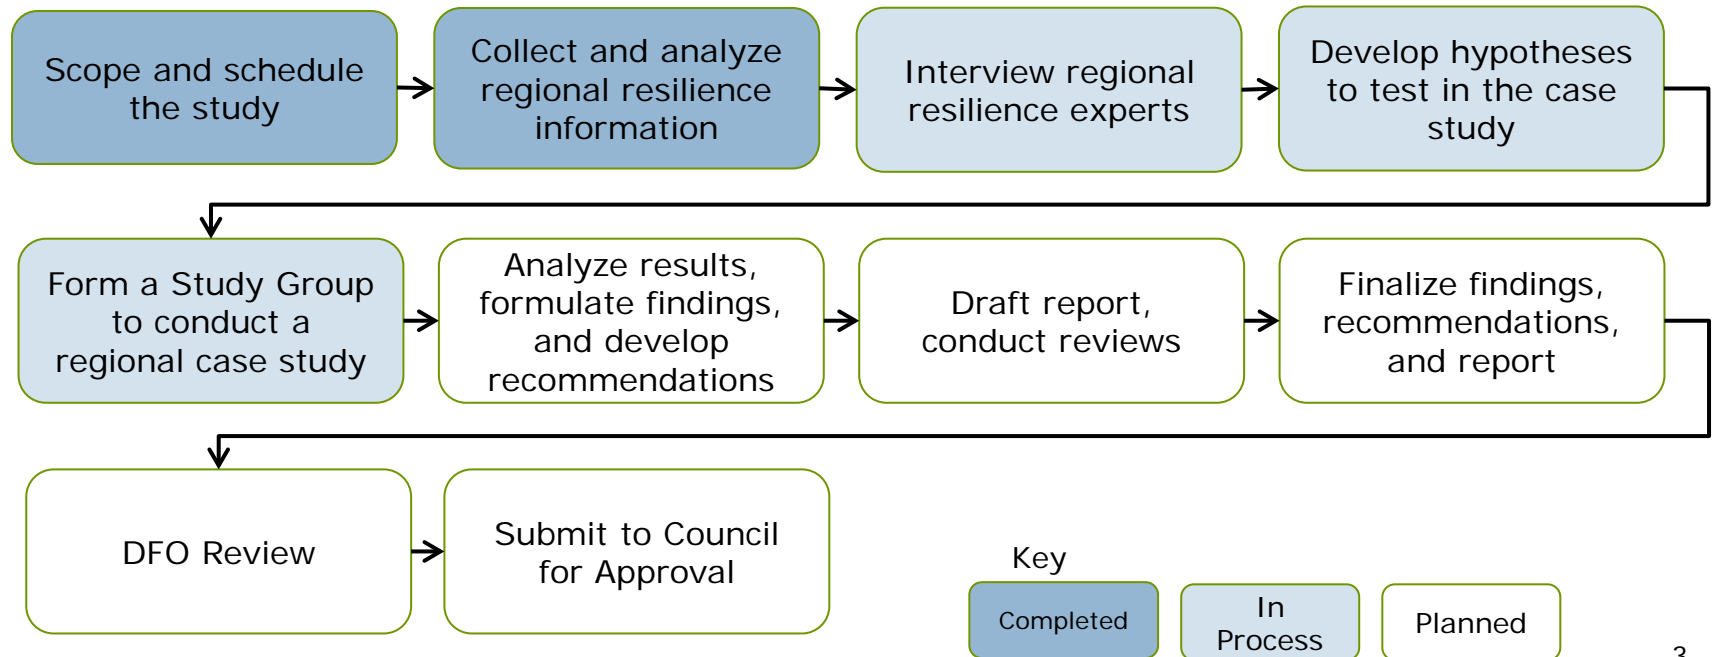 Scope and schedule
the study
Collect and analyze
regional resilience
information
Interview regional
resilience experts
Develop hypotheses
to test in the case
study
Form a Study Group
to conduct a
regional case study
Analyze results,
formulate findings,
and develop
recommendations
Draft report,
conduct reviews
Finalize findings,
recommendations,
and report
DFO Review
Submit to Council
for Approval
Key
Completed
In
Process
Planned
3